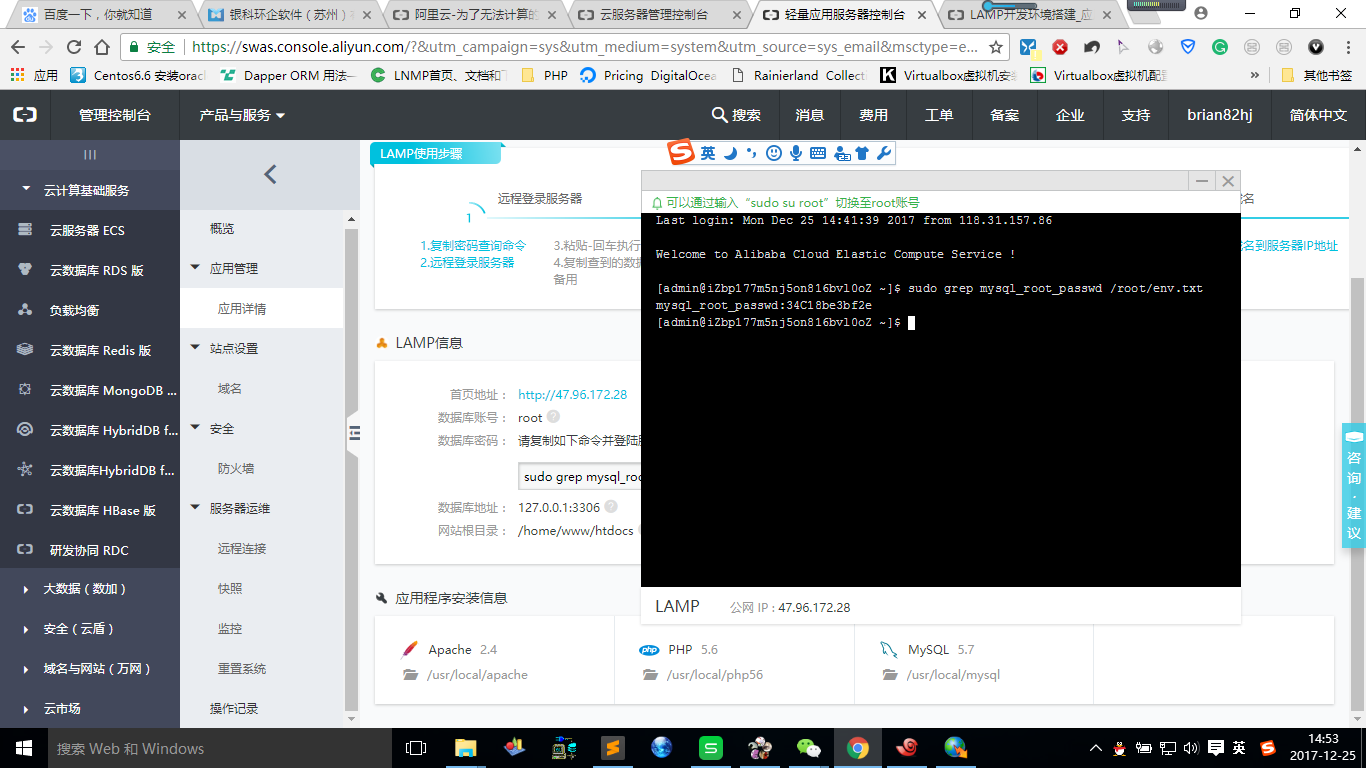 百度一下，你就知道
银科环企软件（苏州）有
阿里云-为了无法计算的
云服务器管理控制台
轻量应用服务器控制台
LAMP开发环境搭建_应
安全
https://swas.console.aliyun.com/?&utm_campaign=sys&utm_medium=system&utm_source=sys_email&msctype=e...
应用
Centos6.6 安装orac
Dapper ORM 用法—
LNMP首页、文档和下
PHP
Pricing DigitalOcea
Rainierland Collect
Virtualbox虚拟机安
Virtualbox虚拟机配
»
其他书签
管理控制台
产品与服务
搜索
消息
费用
工单
备案
企业
支持
brian82hj
简体中文
云计算基础服务
云服务器 ECS
云数据库 RDS 版
负载均衡
云数据库 Redis 版
云数据库 MongoDB ...
云数据库 HybridDB f...
云数据库HybridDB f...
云数据库 HBase 版
研发协同 RDC
大数据（数加）
安全（云盾）
域名与网站（万网）
云市场
概览
应用管理
应用详情
站点设置
域名
安全
防火墙
服务器运维
远程连接
快照
监控
重置系统
操作记录
LAMP使用步骤
英
1
远程登录服务器
1.复制密码查询命令
2.远程登录服务器
3.粘贴-回车执行
4.复制查到的数据
备用
名
到服务器IP地址
LAMP信息
首页地址： http://47.96.172.28
数据库账号： root
数据库密码： 请复制如下命令并登陆
sudo grep mysql_roo
数据库地址： 127.0.0.1:3306
网站根目录： /home/www/htdocs
可以通过输入“sudo su root”切换至root账号
Last login: Mon Dec 25 14:41:39 2017 from 118.31.157.86
Welcome to Alibaba Cloud Elastic Compute Service !
[admin@iZbp177m5nj5on816bvl0oZ ~]$ sudo grep mysql_root_passwd /root/env.txt
mysql_root_passwd:34C18be3bf2e
[admin@iZbp177m5nj5on816bvl0oZ ~]$
LAMP 公网 IP : 47.96.172.28
应用程序安装信息
Apache 2.4
/usr/local/apache
PHP 5.6
/usr/local/php56
MySQL 5.7
/usr/local/mysql
咨询·建议
搜索 Web 和 Windows
英
14:53
2017-12-25